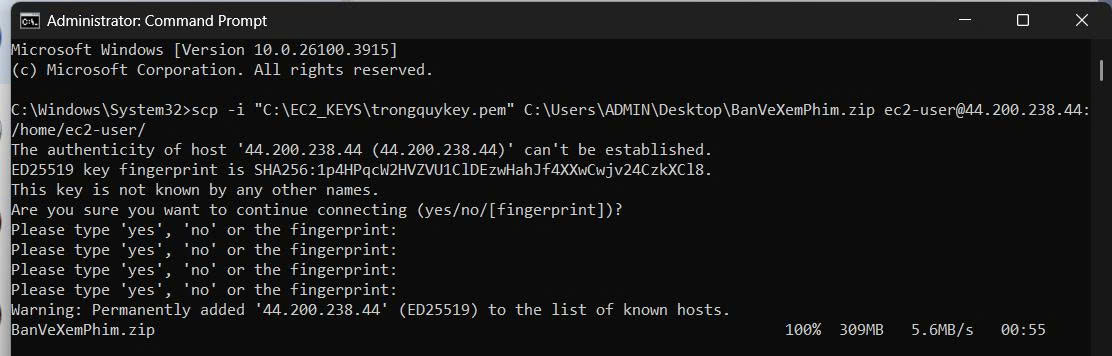 Administrator: Command Prompt
Microsoft Windows [Version 10.0.26100.3915]
(c) Microsoft Corporation. All rights reserved.
C:\Windows\System32>scp -i "C:\EC2_KEYS\trongquykey.pem" C:\Users\ADMIN\Desktop\BanVeXemPhim.zip ec2-user@44.200.238.44:
/home/ec2-user/
The authenticity of host '44.200.238.44 (44.200.238.44)' can't be established.
ED25519 key fingerprint is SHA256:1p4HPqcW2HVZVU1ClDEzwHahJf4XXwCwjv24CzkXCl8.
This key is not known by any other names.
Are you sure you want to continue connecting (yes/no/[fingerprint])?
Please type 'yes', 'no' or the fingerprint:
Please type 'yes', 'no' or the fingerprint:
Please type 'yes', 'no' or the fingerprint:
Please type 'yes', 'no' or the fingerprint:
Warning: Permanently added '44.200.238.44' (ED25519) to the list of known hosts.
BanVeXemPhim.zip 100% 309MB 5.6MB/s 00:55